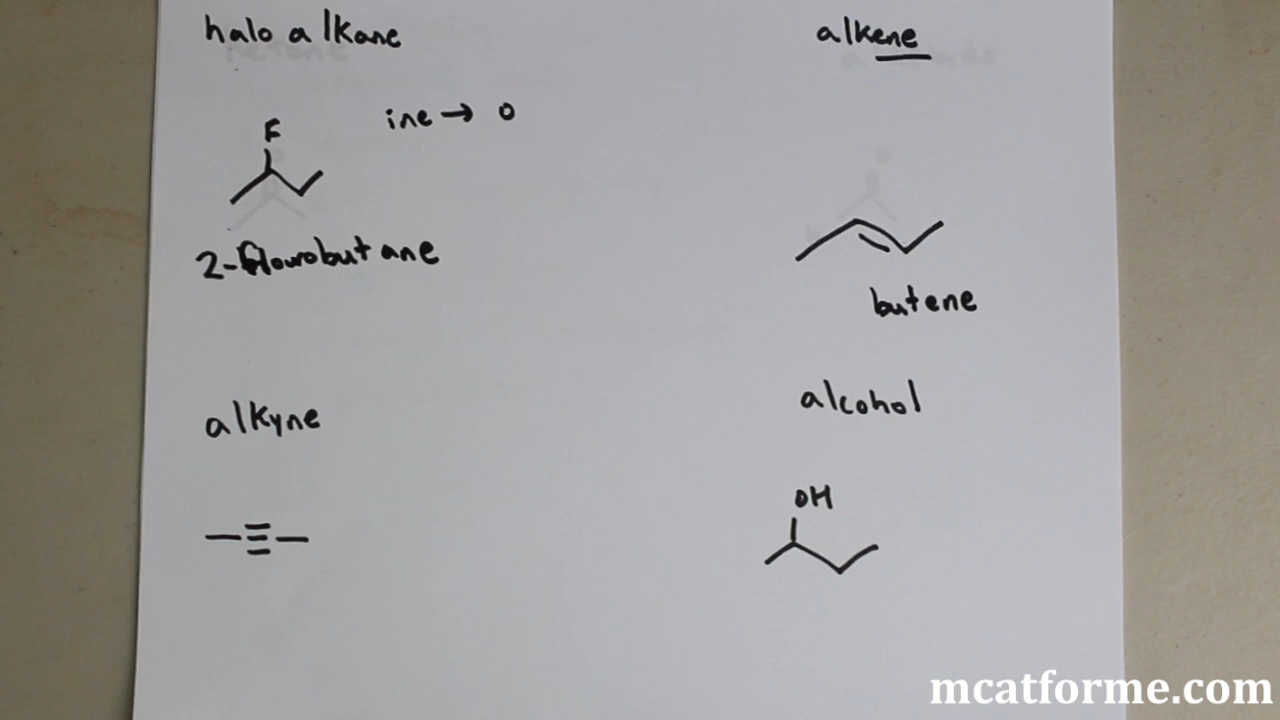 halo alkane
alkene
F
ine → o
2-flourobutane
butene
alkyne
alcohol
OH
mcatforme.com